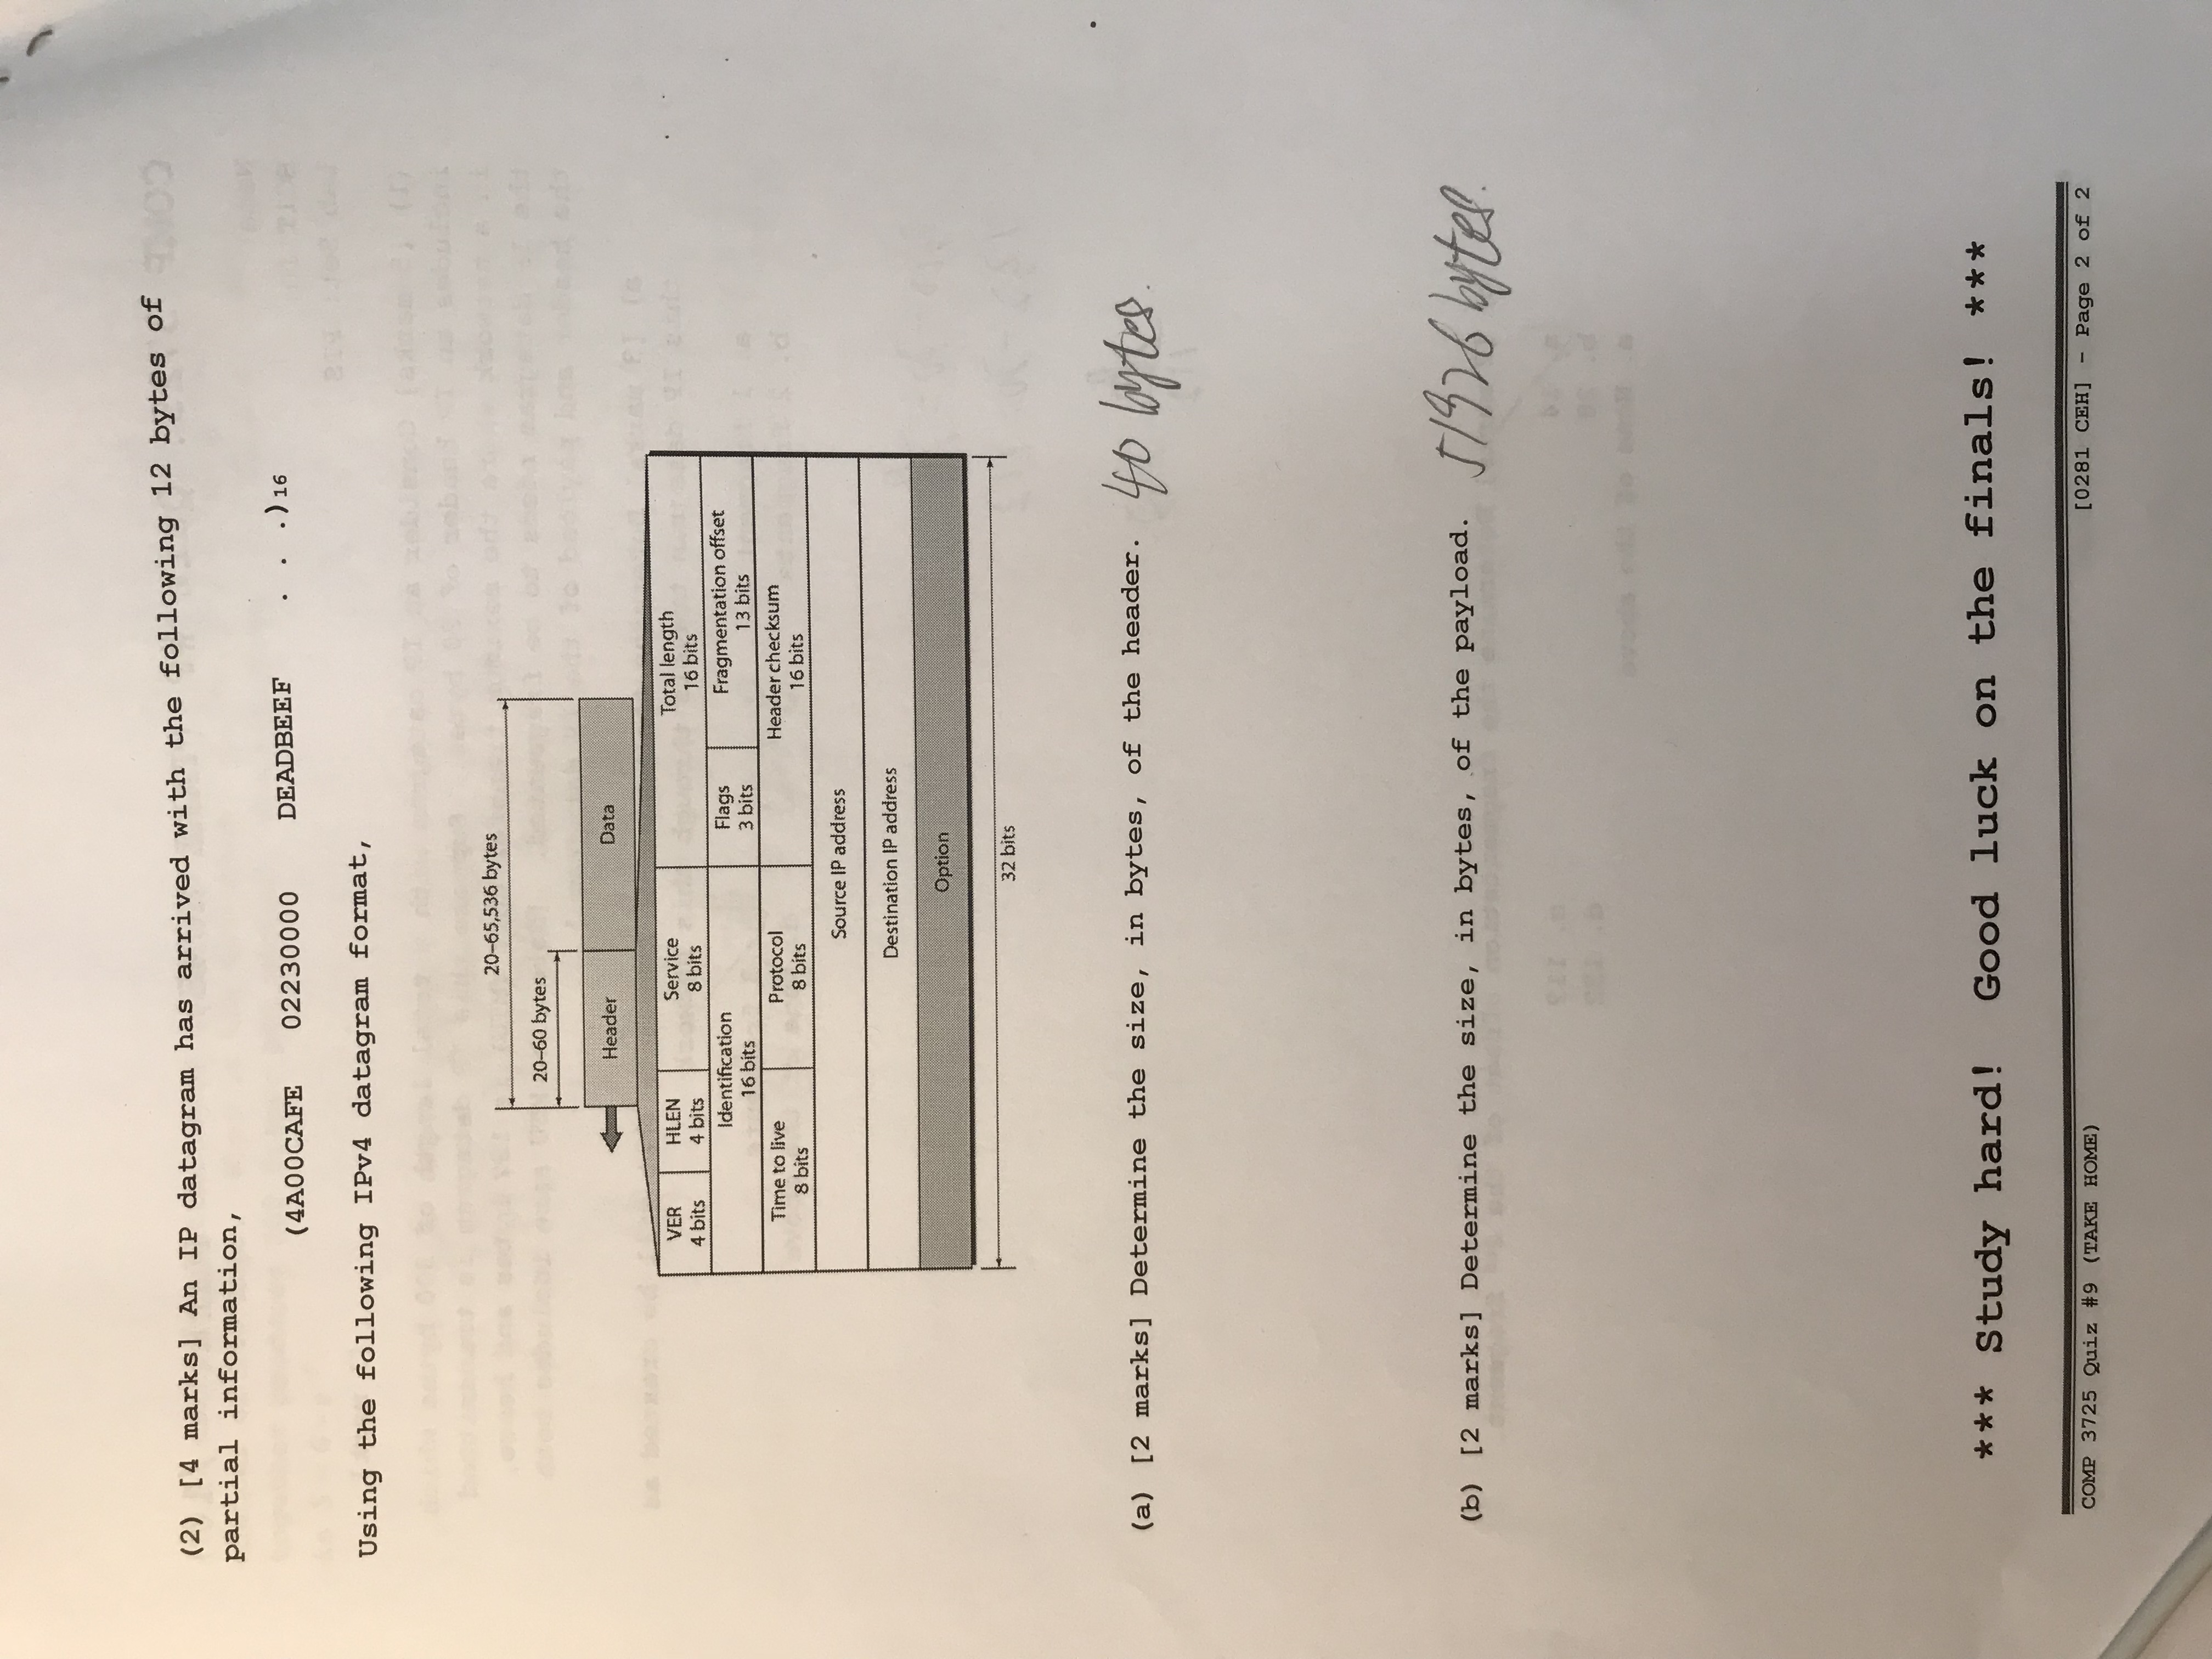 (2) [4 marks] An IP datagram has arrived with the following 12 bytes of
partial information,
(4A00CAFE 02230000 DEADBEEF . . .)16
Using the following IPv4 datagram format,
20–65,536 bytes
20–60 bytes
Header Data
VER HLEN Service Total length
4 bits 4 bits 8 bits 16 bits
Identification Flags Fragmentation offset
16 bits 3 bits 13 bits
Time to live Protocol Header checksum
8 bits 8 bits 16 bits
Source IP address
Destination IP address
Option
32 bits
(a) [2 marks] Determine the size, in bytes, of the header. 40 bytes.
(b) [2 marks] Determine the size, in bytes, of the payload. 51926 bytes.
*** Study hard! Good luck on the finals! ***
COMP 3725 Quiz #9 (TAKE HOME) [0281 CEH] - Page 2 of 2